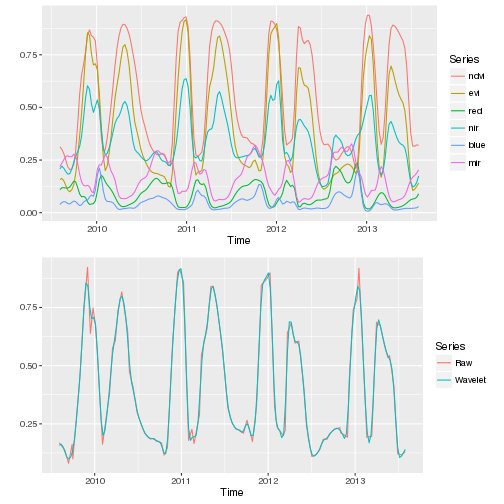 0.75
0.50
0.25
0.00
2010
2011
2012
2013
Time
Series
ndvi
evi
red
nir
blue
mir
0.75
0.50
0.25
2010
2011
2012
2013
Time
Series
Raw
Wavelet